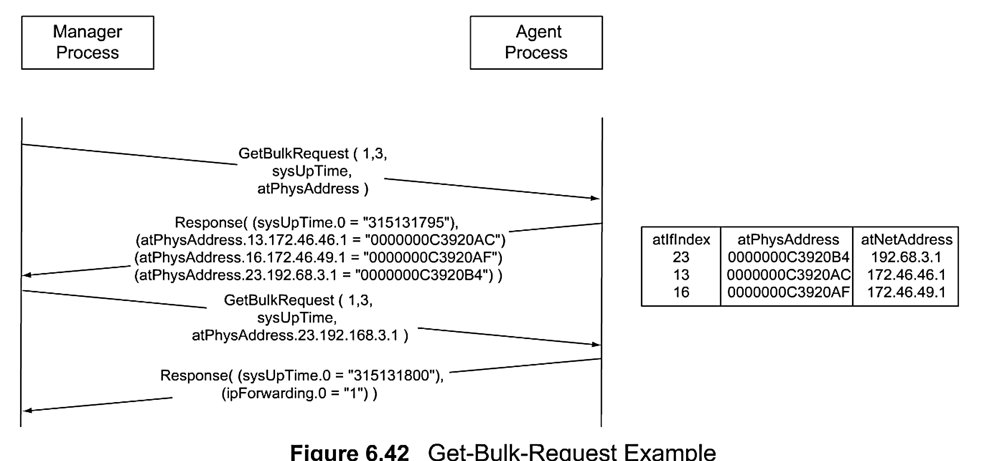 Manager
Process
Agent
Process
GetBulkRequest ( 1,3,
sysUpTime,
atPhysAddress )
Response( (sysUpTime.0 = "315131795"),
(atPhysAddress.13.172.46.46.1 = "0000000C3920AC")
(atPhysAddress.16.172.46.49.1 = "0000000C3920AF")
(atPhysAddress.23.192.68.3.1 = "0000000C3920B4") )
GetBulkRequest ( 1,3,
sysUpTime,
atPhysAddress.23.192.168.3.1 )
Response( (sysUpTime.0 = "315131800"),
(ipForwarding.0 = "1") )
atIfIndex atPhysAddress atNetAddress
23 0000000C3920B4 192.68.3.1
13 0000000C3920AC 172.46.46.1
16 0000000C3920AF 172.46.49.1
Figure 6.42 Get-Bulk-Request Example